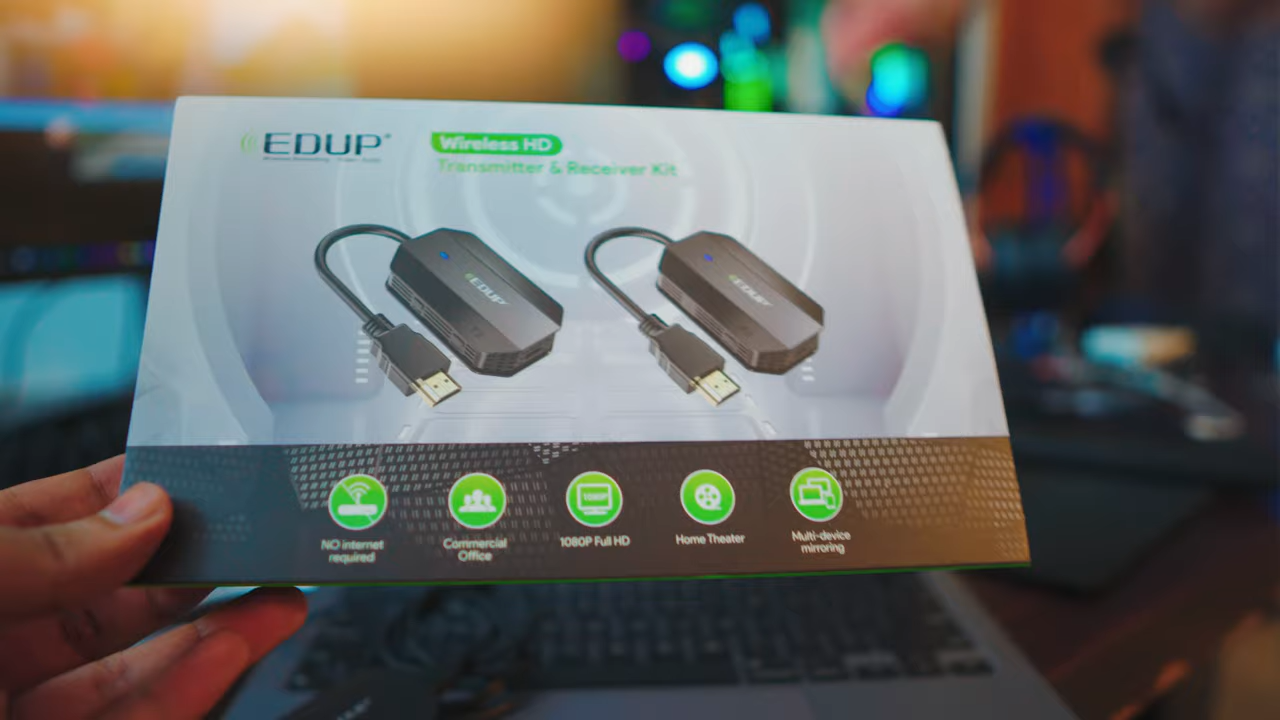 EDUP®
Wireless HD
Transmitter & Receiver Kit
EDUP
EDUP
1080P
NO internet
required
Commercial
Office
1080P Full HD
Home Theater
Multi-device
mirroring